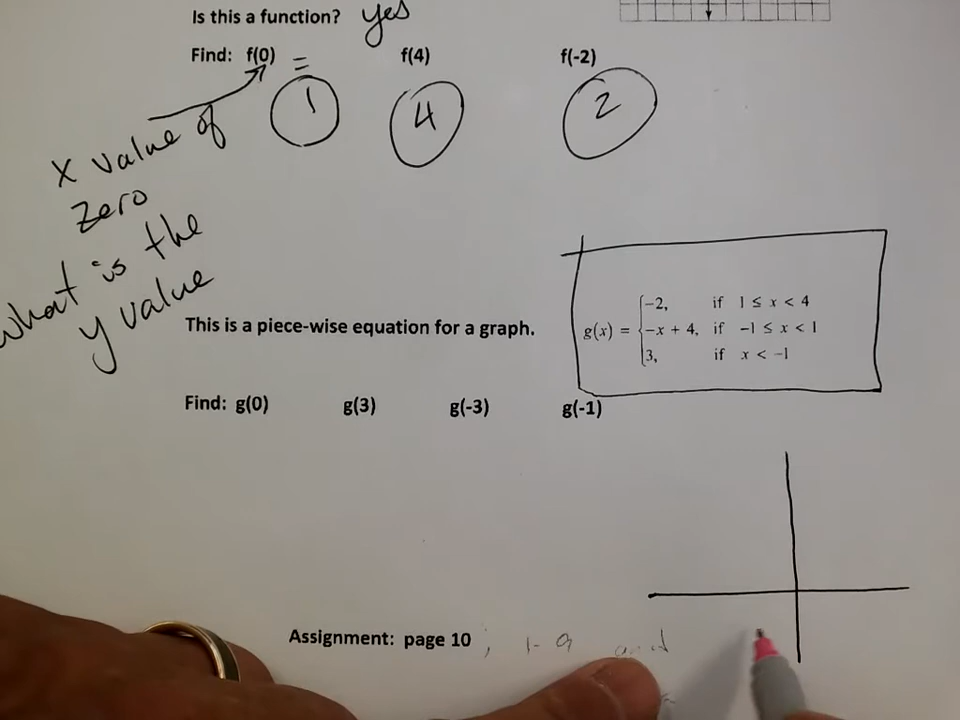 Is this a function? yes
Find: f(0) = f(4) f(-2)
1 4 2
x value of
zero
what is the
y value
This is a piece-wise equation for a graph.
g(x) = { -2, if 1 ≤ x < 4
-x + 4, if -1 ≤ x < 1
3, if x < -1
Find: g(0) g(3) g(-3) g(-1)
Assignment: page 10 ; 1-9 and